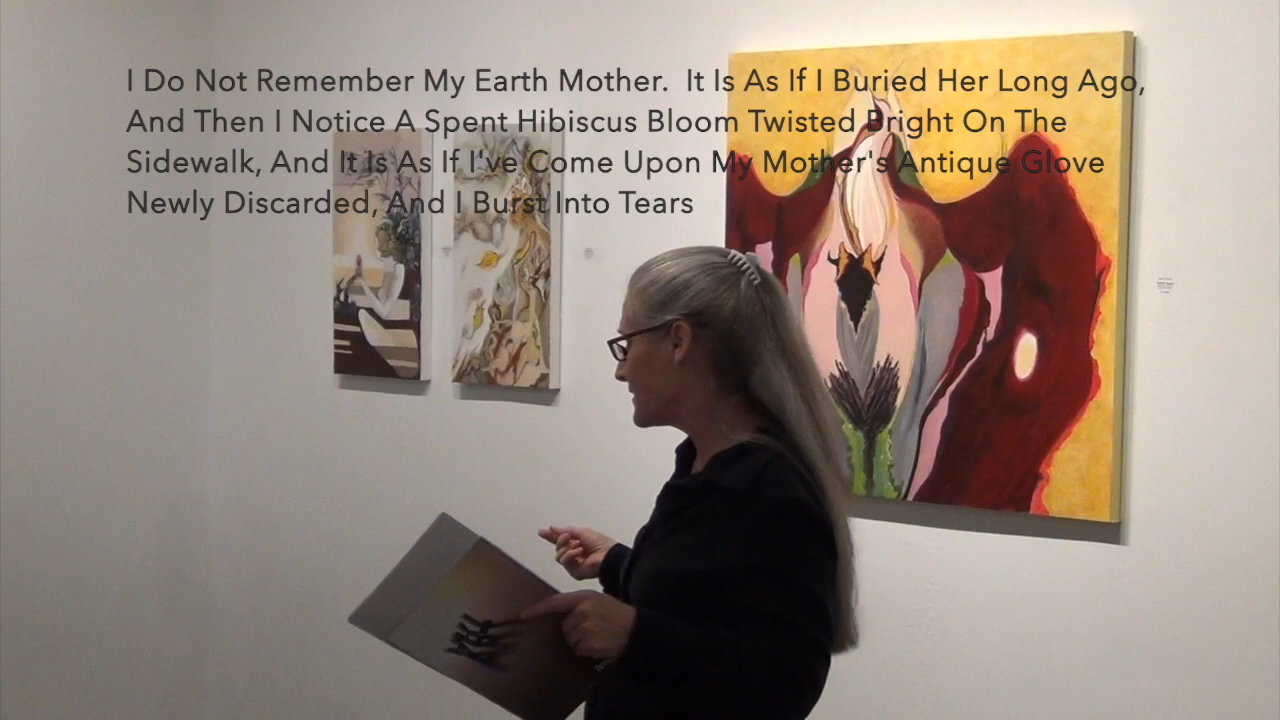 I Do Not Remember My Earth Mother.  It Is As If I Buried Her Long Ago,
And Then I Notice A Spent Hibiscus Bloom Twisted Bright On The
Sidewalk, And It Is As If I've Come Upon My Mother's Antique Glove
Newly Discarded, And I Burst Into Tears